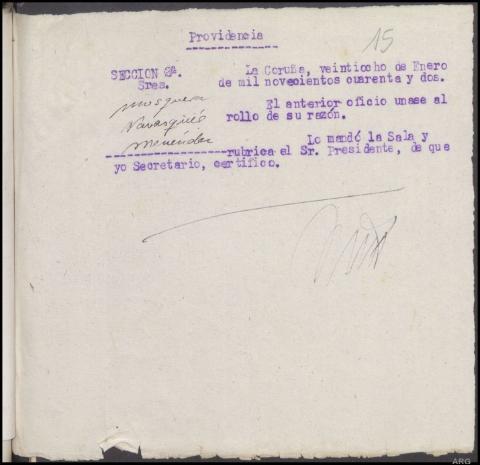 Providencia
15
SECCION 2ª. La Coruña, veintiocho de Enero
Sres. de mil novecientos cuarenta y dos.
Mosquera
El anterior oficio unase al
Navarqués rollo de su razón.
Menéndez
Lo mandó la Sala y
rubrica el Sr. Presidente, de que
yo Secretario, certifico.
ARG